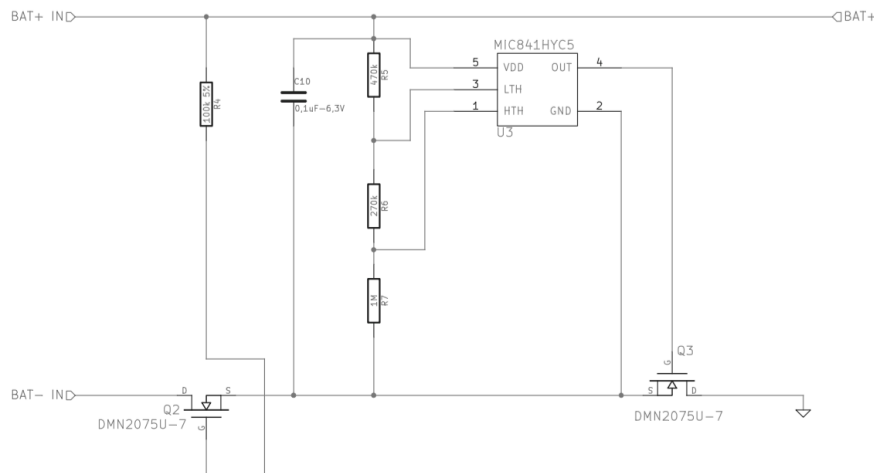 BAT+ IN
BAT+
MIC841HYC5
5 VDD OUT 4
3 LTH
1 HTH GND 2
U3
470k
R5
C10
0,1uF-6,3V
100k 5%
R4
270k
R6
1M
R7
Q3
G
BAT- IN
D
S
Q2
DMN2075U-7
G
S
D
DMN2075U-7